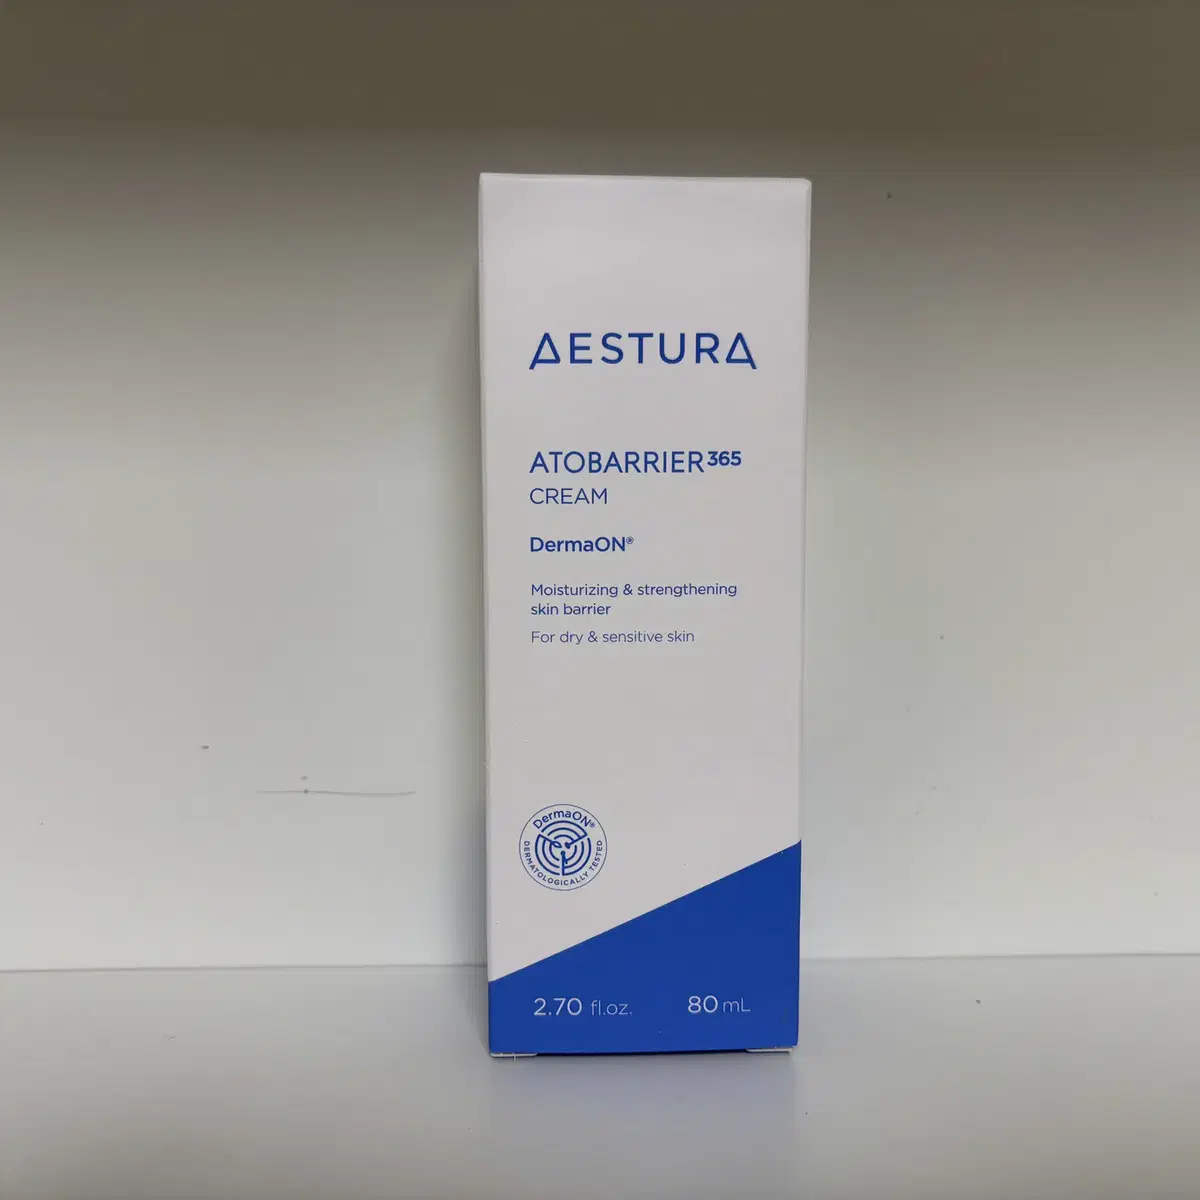 AESTURA
ATOBARRIER365
CREAM
DermaON®
Moisturizing & strengthening
skin barrier
For dry & sensitive skin
DermaON®
DERMATOLOGICALLY TESTED
2.70 fl.oz. 80 mL